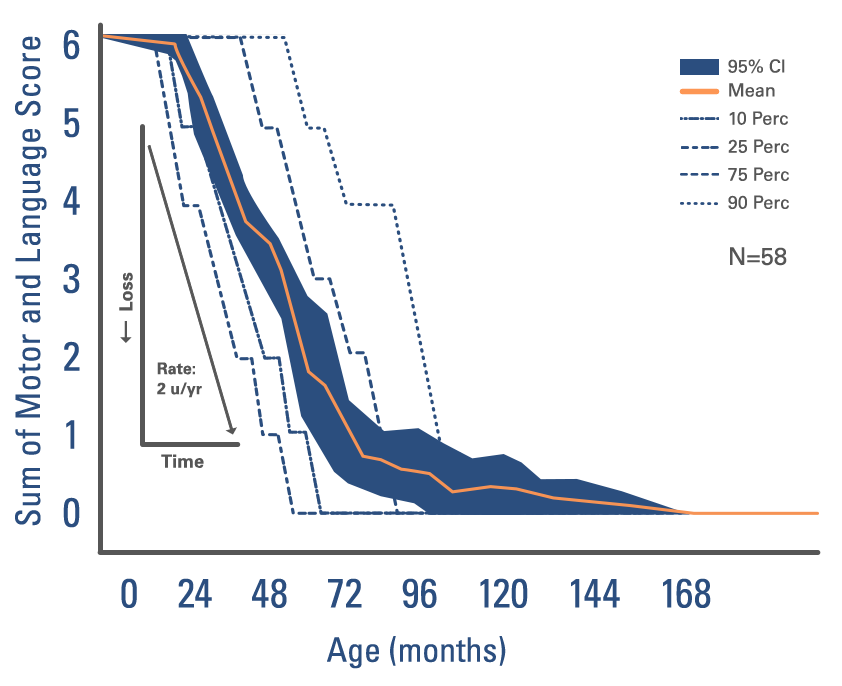 Sum of Motor and Language Score
6
5
4
3
2
1
0
Loss
Rate:
2 u/yr
Time
95% CI
Mean
10 Perc
25 Perc
75 Perc
90 Perc
N=58
0 24 48 72 96 120 144 168
Age (months)